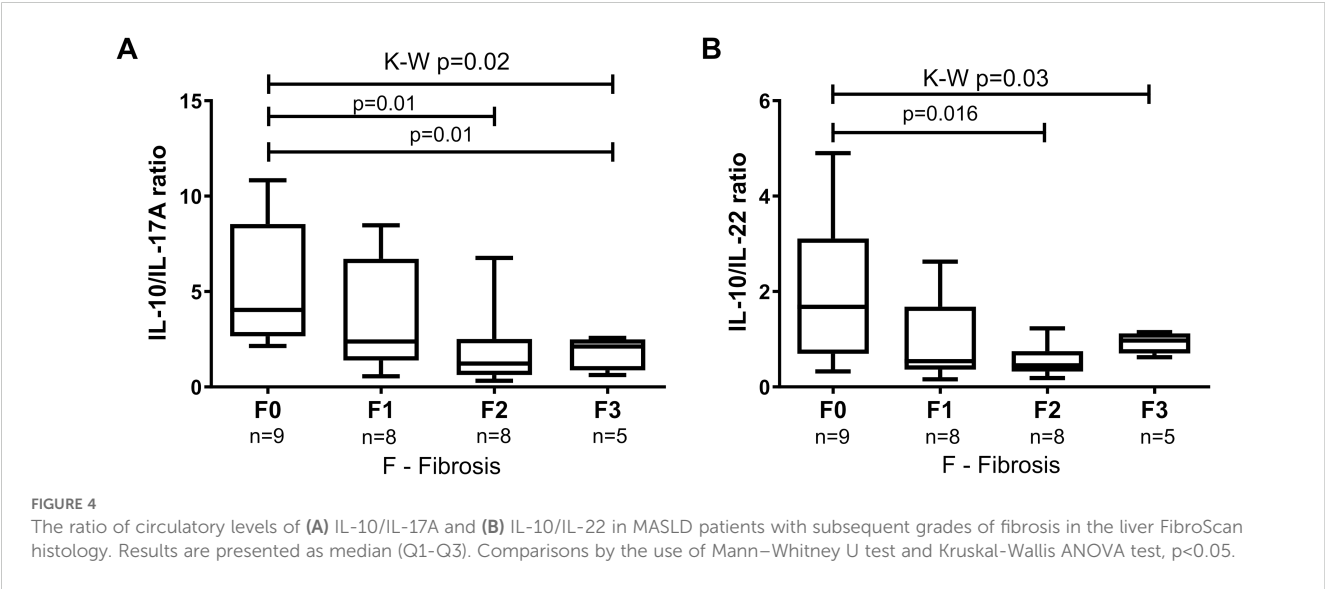 A
K-W p=0.02
p=0.01
p=0.01
IL-10/IL-17A ratio
15
10
5
0
F0 F1 F2 F3
n=9 n=8 n=8 n=5
F - Fibrosis
B
K-W p=0.03
p=0.016
IL-10/IL-22 ratio
6
4
2
0
F0 F1 F2 F3
n=9 n=8 n=8 n=5
F - Fibrosis
FIGURE 4
The ratio of circulatory levels of (A) IL-10/IL-17A and (B) IL-10/IL-22 in MASLD patients with subsequent grades of fibrosis in the liver FibroScan
histology. Results are presented as median (Q1-Q3). Comparisons by the use of Mann–Whitney U test and Kruskal-Wallis ANOVA test, p<0.05.